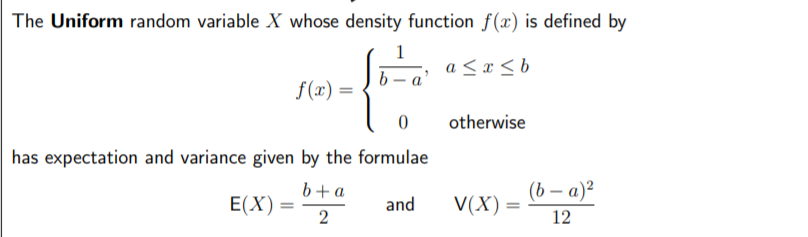 The Uniform random variable X whose density function f(x) is defined by
f(x) = { 1/(b − a), a ≤ x ≤ b
0 otherwise
has expectation and variance given by the formulae
E(X) = (b + a)/2 and V(X) = (b − a)²/12